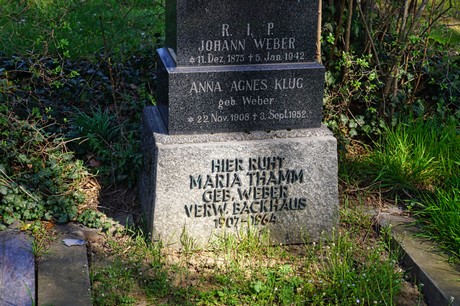 R. I. P.
JOHANN WEBER
* 11. Dez. 1875 † 5. Jan. 1942
ANNA AGNES KLUG
geb. Weber
* 22. Nov. 1908 † 3. Sept. 1952.
HIER RUHT
MARIA THAMM
GEB. WEBER
VERW. BACKHAUS
1907-1964